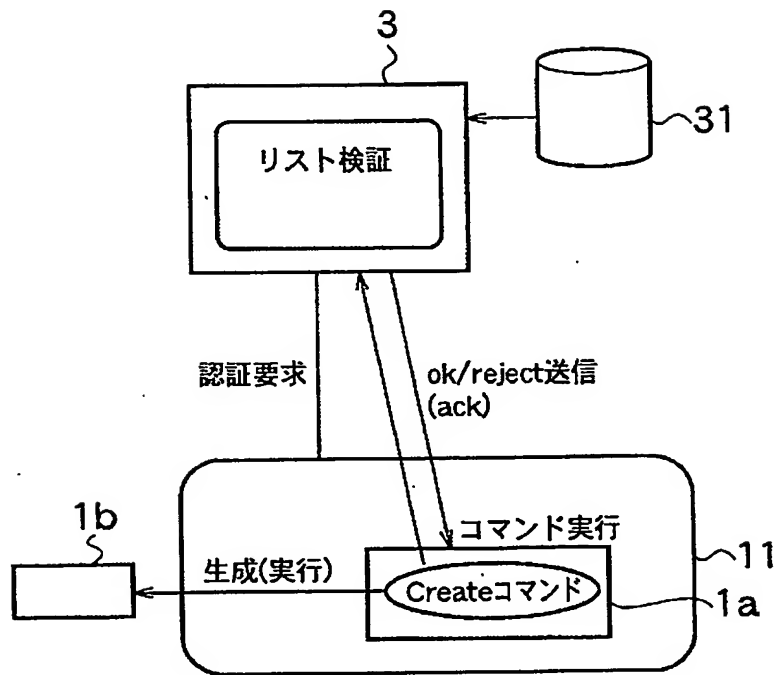 3
31
リスト検証
認証要求
ok/reject送信
(ack)
1b
コマンド実行
11
生成(実行)
Createコマンド
1a